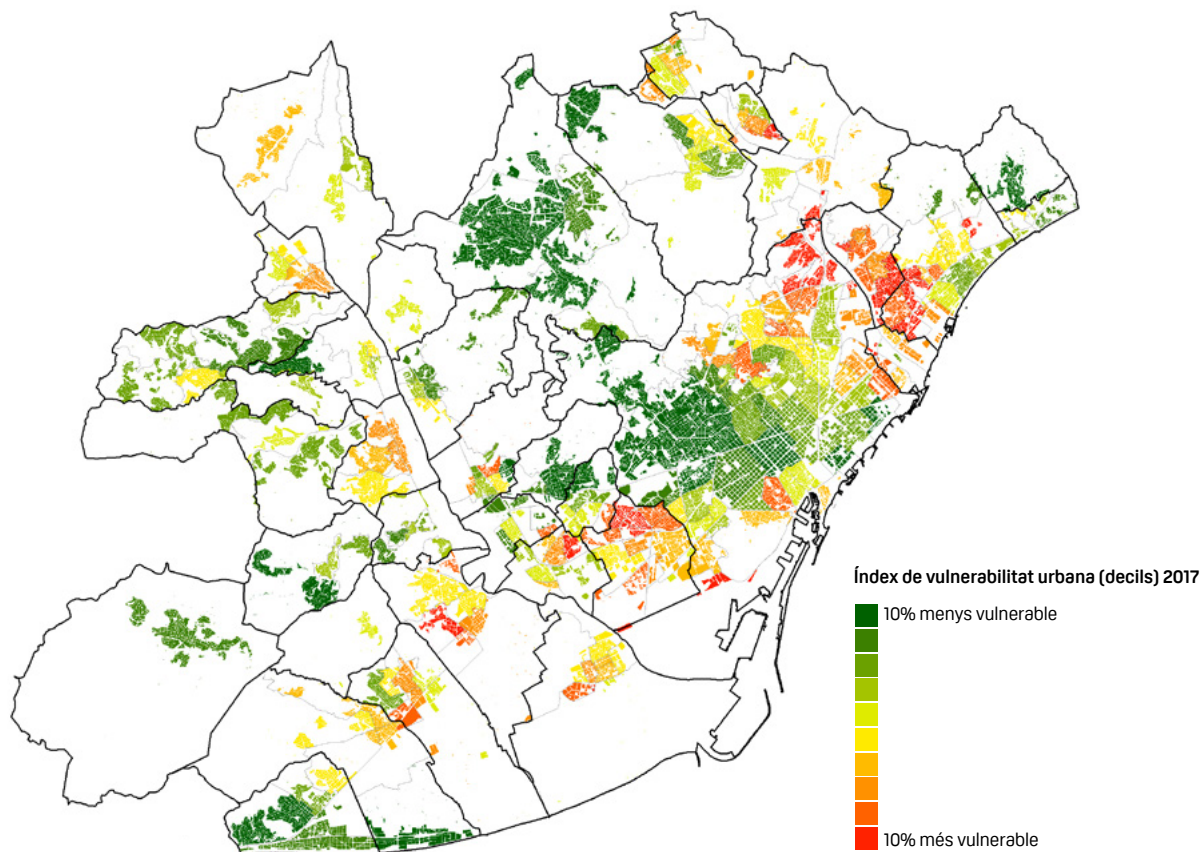 Índex de vulnerabilitat urbana (decils) 2017
10% menys vulnerable
10% més vulnerable